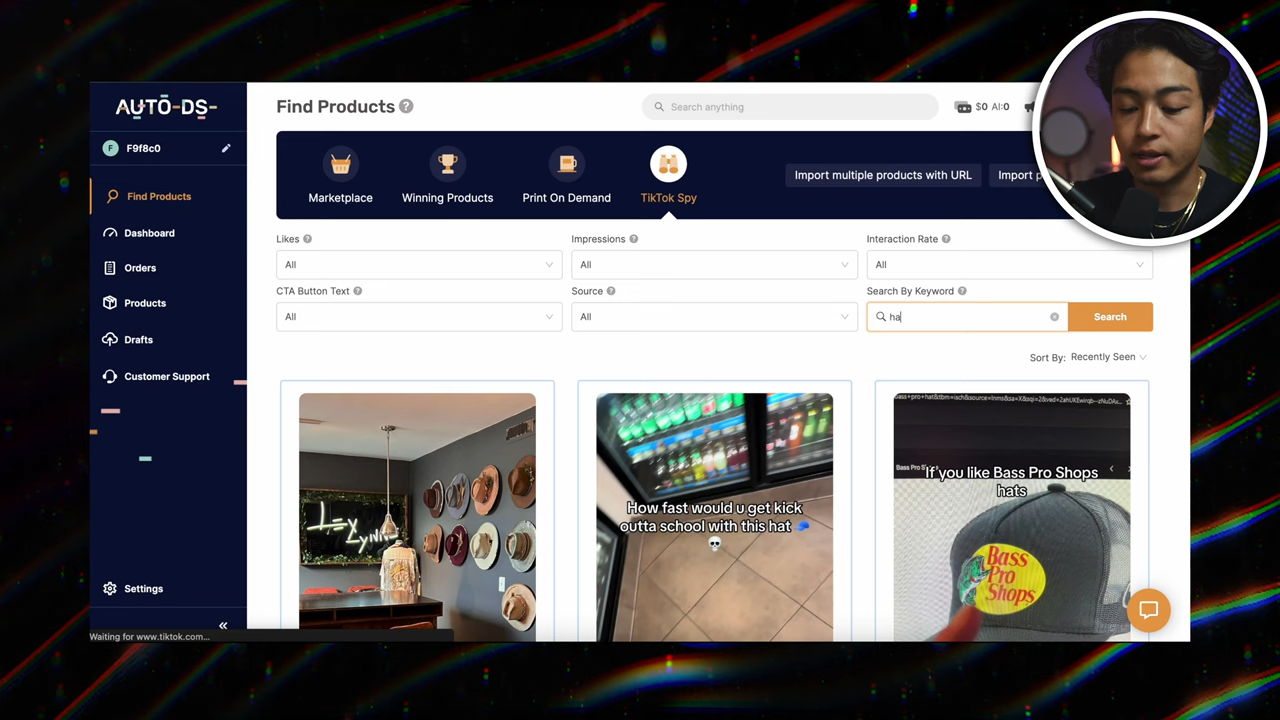 AUTO-DS-
Find Products ?
Search anything
$0 AI:0
F F9f8c0
Find Products
Dashboard
Orders
Products
Drafts
Customer Support
Settings
Marketplace
Winning Products
Print On Demand
TikTok Spy
Import multiple products with URL
Import
Likes ?
Impressions ?
Interaction Rate ?
All
All
All
CTA Button Text ?
Source ?
Search By Keyword ?
All
All
ha
Search
Sort By: Recently Seen
How fast would u get kick
outta school with this hat
Bass Pro
If you like Bass Pro Shops
hats
Bass
Pro
Shops
Waiting for www.tiktok.com...